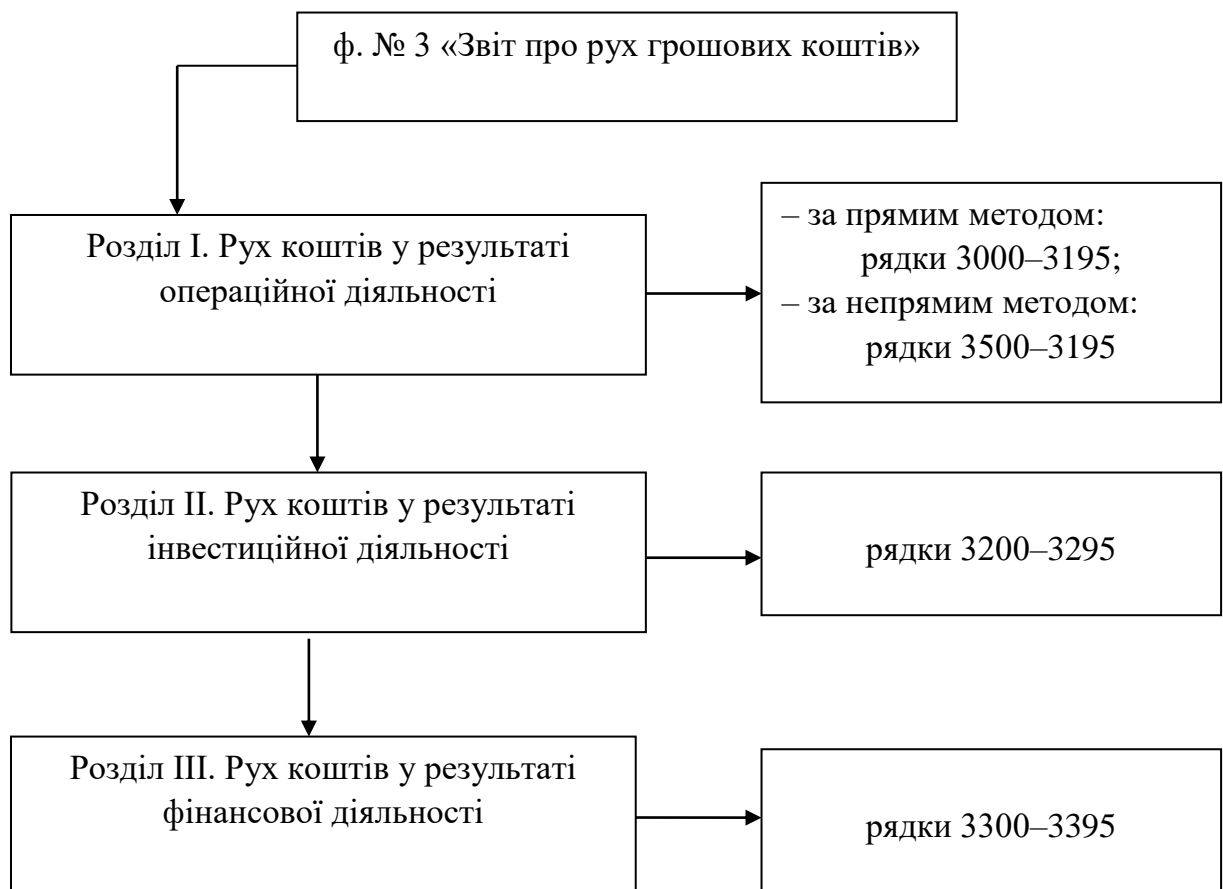 ф. № 3 «Звіт про рух грошових коштів»
Розділ І. Рух коштів у результаті
операційної діяльності
– за прямим методом:
рядки 3000–3195;
– за непрямим методом:
рядки 3500–3195
Розділ ІІ. Рух коштів у результаті
інвестиційної діяльності
рядки 3200–3295
Розділ ІІІ. Рух коштів у результаті
фінансової діяльності
рядки 3300–3395